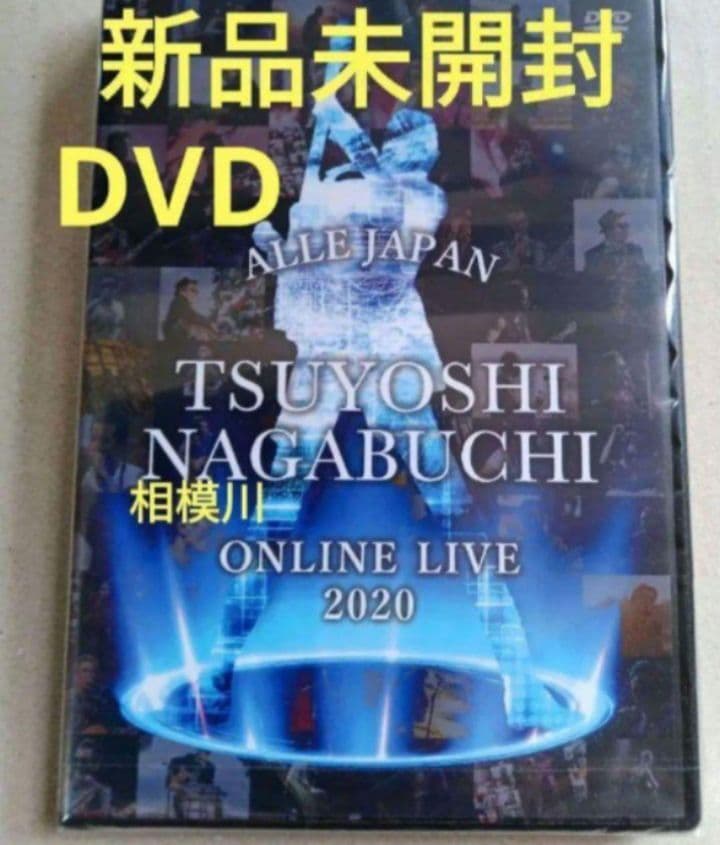 新品未開封
DVD
DVD
ALLE JAPAN
TSUYOSHI
NAGABUCHI
相模川
ONLINE LIVE
2020